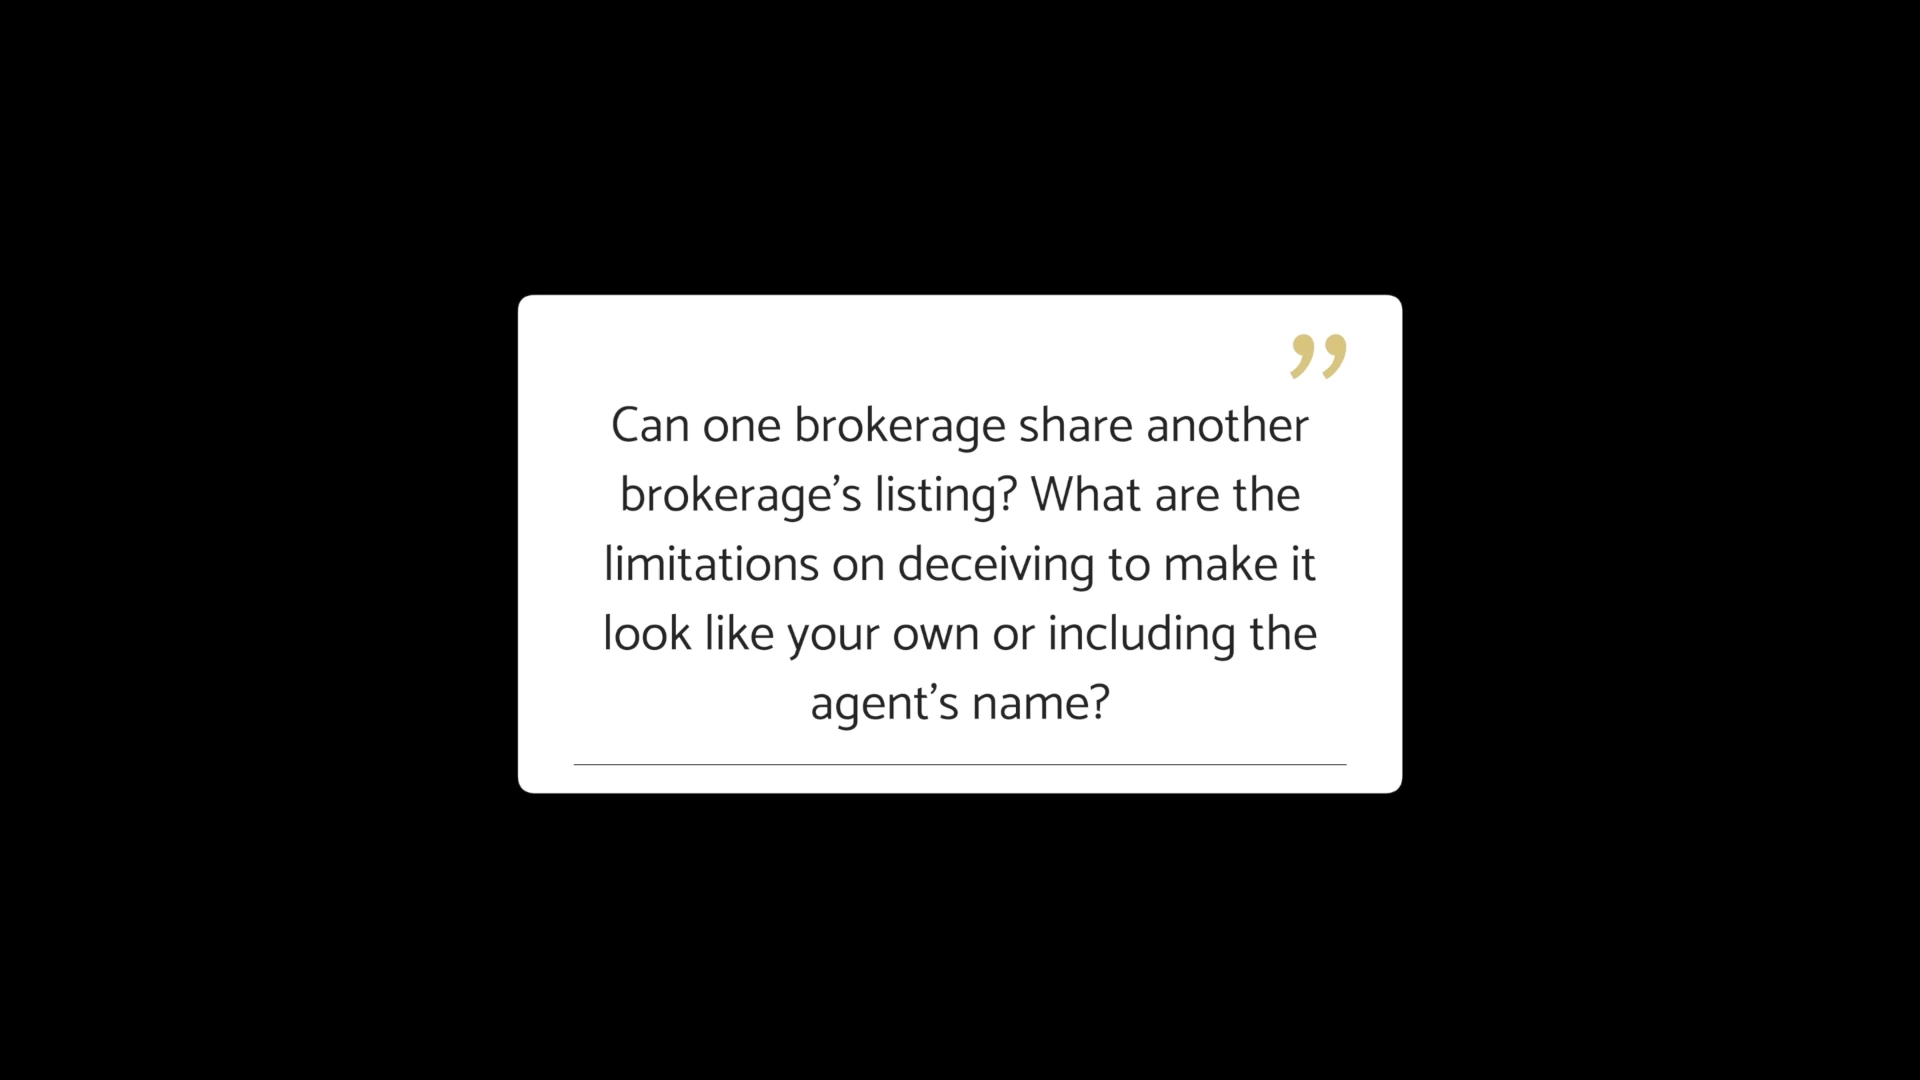 ”
Can one brokerage share another
brokerage’s listing? What are the
limitations on deceiving to make it
look like your own or including the
agent’s name?